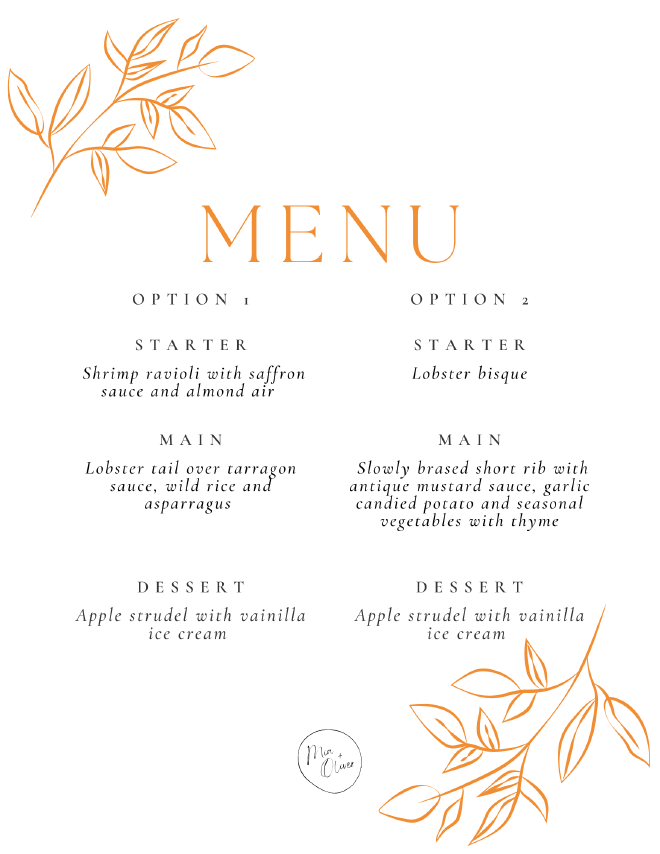 MENU
OPTION 1
STARTER
Shrimp ravioli with saffron
sauce and almond air
MAIN
Lobster tail over tarragon
sauce, wild rice and
asparragus
DESSERT
Apple strudel with vainilla
ice cream
OPTION 2
STARTER
Lobster bisque
MAIN
Slowly brased short rib with
antique mustard sauce, garlic
candied potato and seasonal
vegetables with thyme
DESSERT
Apple strudel with vainilla
ice cream
Mia +
Oliver